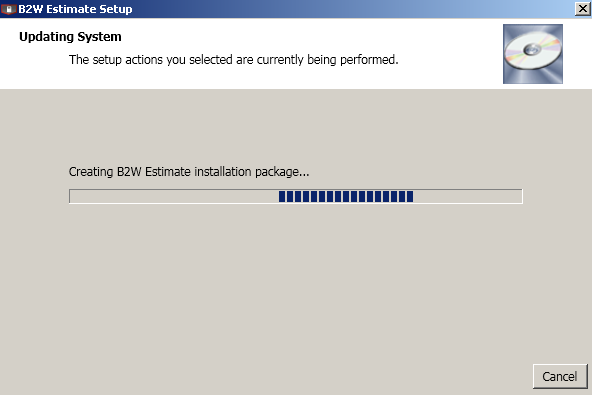 B2W Estimate Setup
Updating System
The setup actions you selected are currently being performed.
Creating B2W Estimate installation package...
Cancel